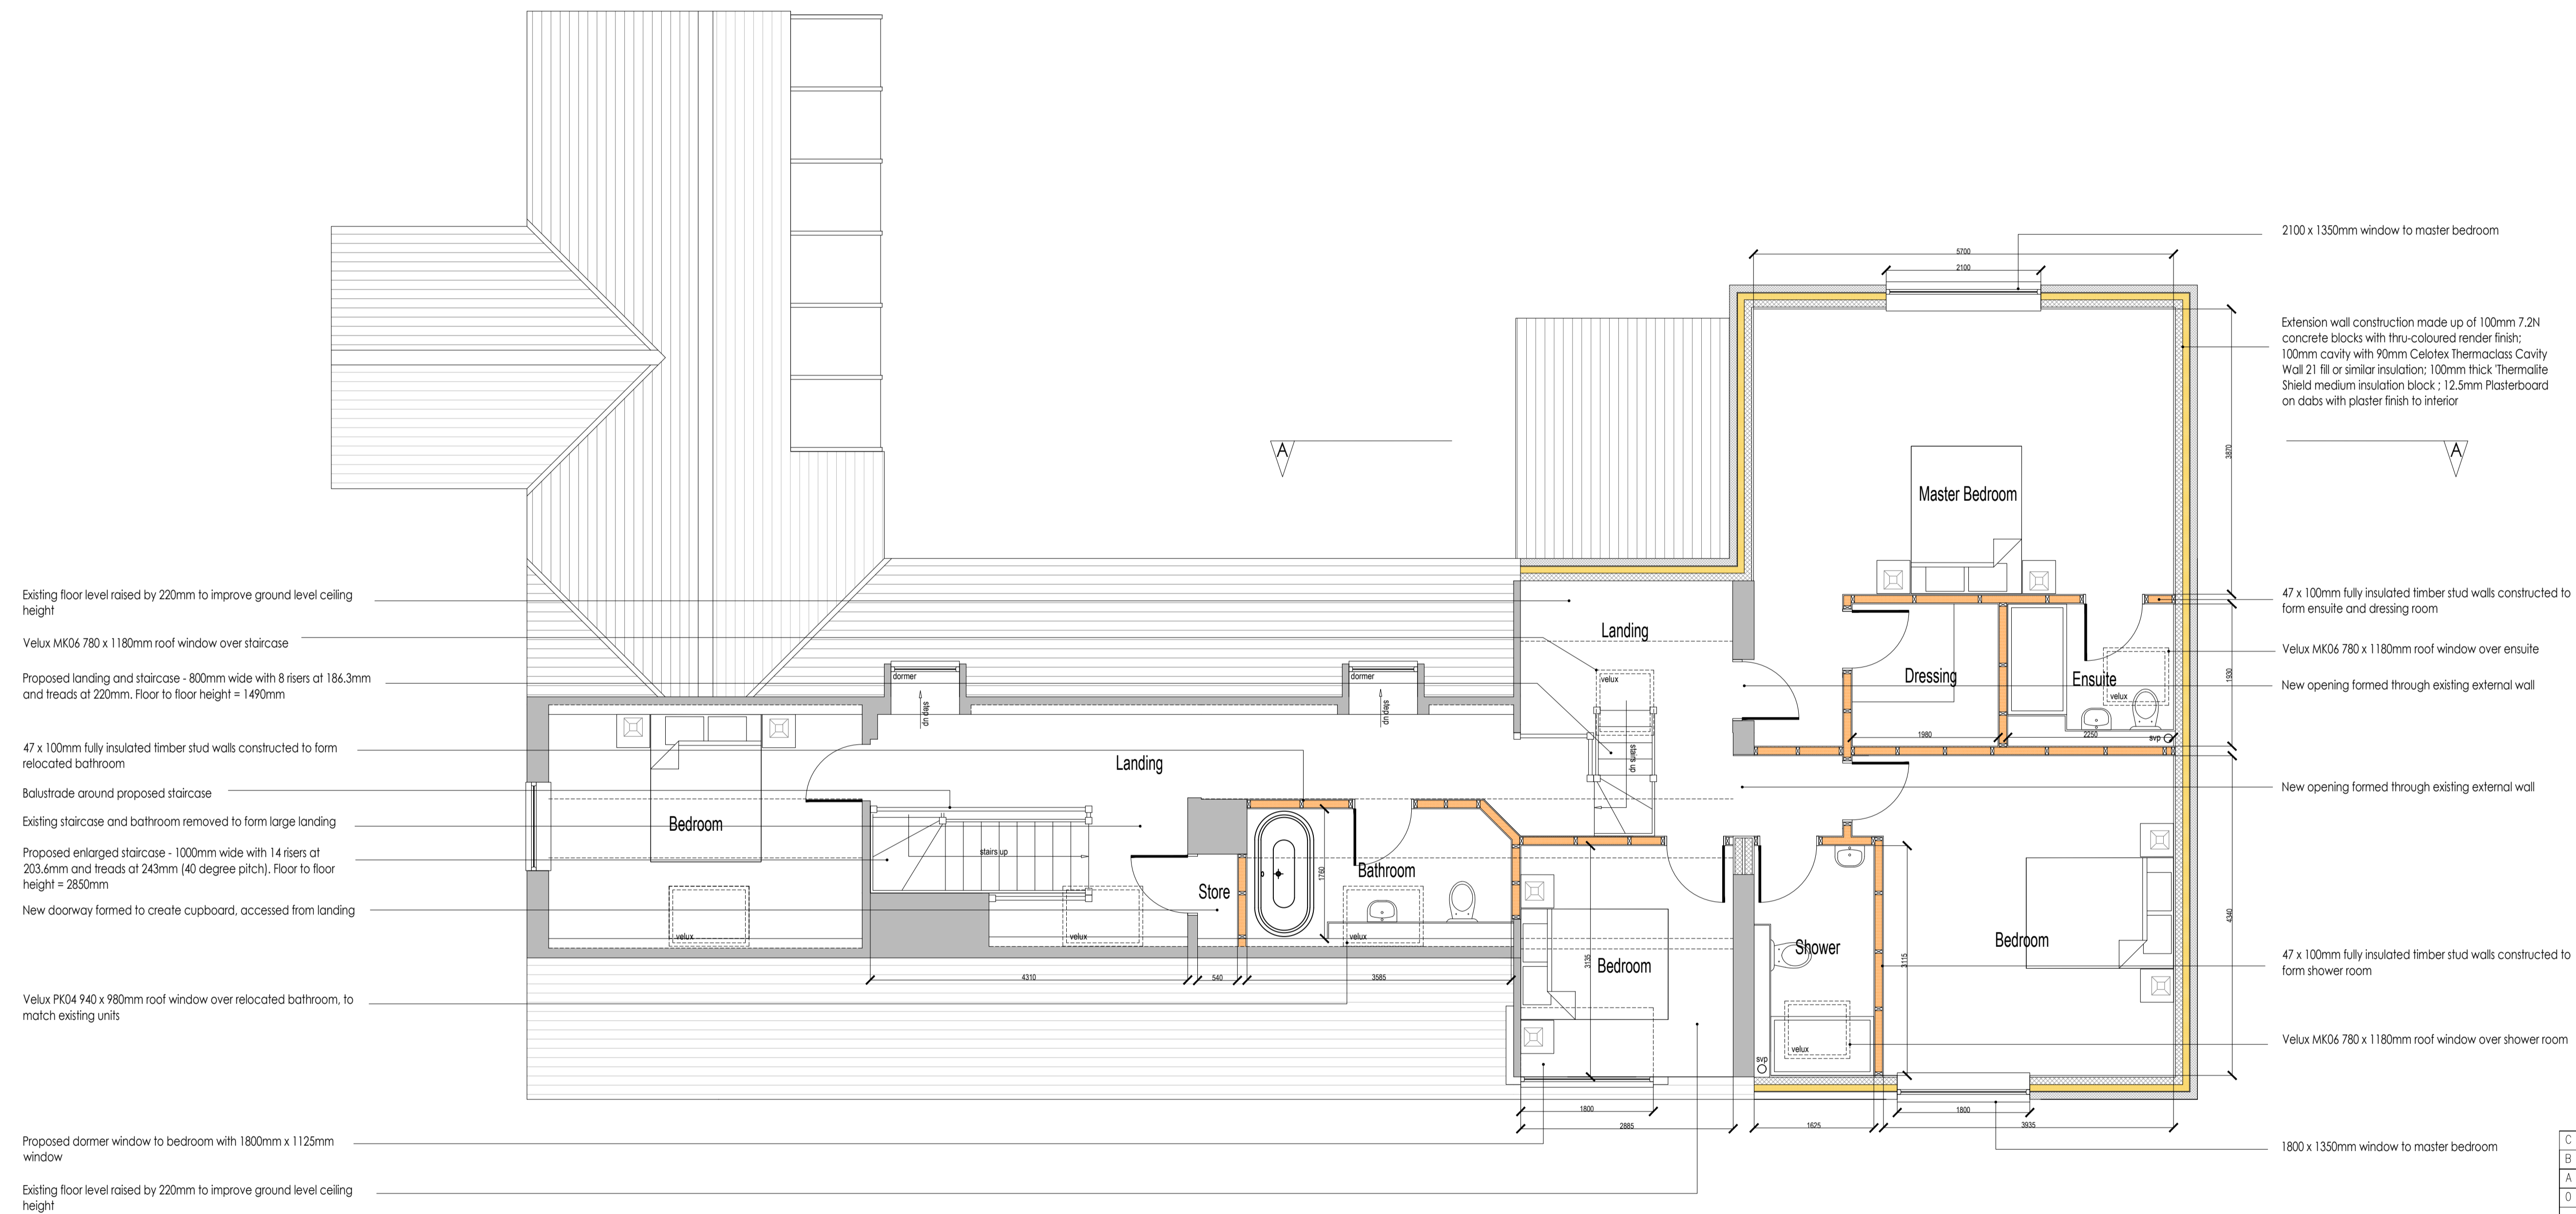 Existing floor level raised by 220mm to improve ground level ceiling
height
Velux MK06 780 x 1180mm roof window over staircase
Proposed landing and staircase - 800mm wide with 8 risers at 186.3mm
and treads at 220mm. Floor to floor height = 1490mm
47 x 100mm fully insulated timber stud walls constructed to form
relocated bathroom
Balustrade around proposed staircase
Existing staircase and bathroom removed to form large landing
Proposed enlarged staircase - 1000mm wide with 14 risers at
203.6mm and treads at 243mm (40 degree pitch). Floor to floor
height = 2850mm
New doorway formed to create cupboard, accessed from landing
Velux PK04 940 x 980mm roof window over relocated bathroom, to
match existing units
Proposed dormer window to bedroom with 1800mm x 1125mm
window
Existing floor level raised by 220mm to improve ground level ceiling
height
A
dormer
step up
dormer
step up
Landing
Bedroom
velux
stairs up
velux
Store
Bathroom
1760
velux
4310
540
3585
Landing
velux
stairs up
Bedroom
3135
1800
2885
5700
2100
Master Bedroom
3870
Dressing
1980
Ensuite
velux
2250
svp
1930
Shower
velux
svp
3115
1625
Bedroom
4340
1800
3935
2100 x 1350mm window to master bedroom
Extension wall construction made up of 100mm 7.2N
concrete blocks with thru-coloured render finish;
100mm cavity with 90mm Celotex Thermaclass Cavity
Wall 21 fill or similar insulation; 100mm thick 'Thermalite
Shield medium insulation block ; 12.5mm Plasterboard
on dabs with plaster finish to interior
A
47 x 100mm fully insulated timber stud walls constructed to
form ensuite and dressing room
Velux MK06 780 x 1180mm roof window over ensuite
New opening formed through existing external wall
New opening formed through existing external wall
47 x 100mm fully insulated timber stud walls constructed to
form shower room
Velux MK06 780 x 1180mm roof window over shower room
1800 x 1350mm window to master bedroom
C
B
A
0